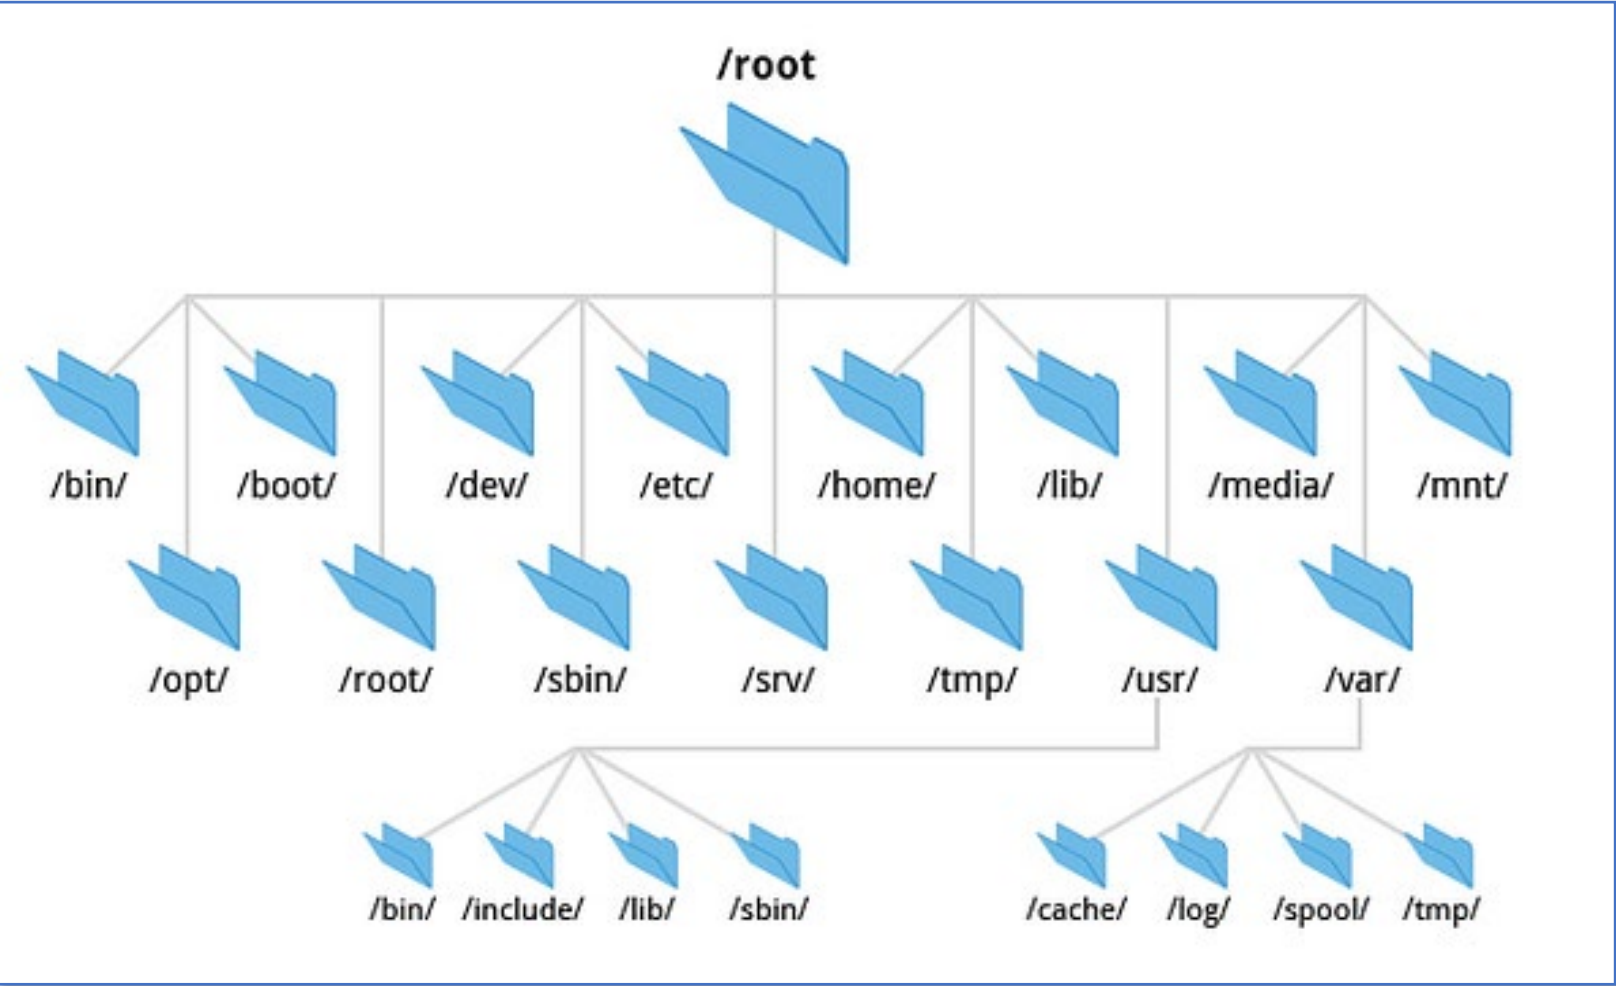 /root
/bin/ /boot/ /dev/ /etc/ /home/ /lib/ /media/ /mnt/
/opt/ /root/ /sbin/ /srv/ /tmp/ /usr/ /var/
/bin/ /include/ /lib/ /sbin/ /cache/ /log/ /spool/ /tmp/